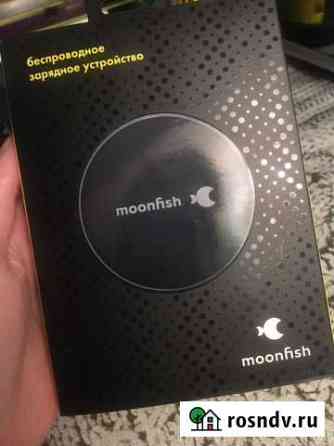 беспроводное
зарядное устройство
moonfish
moonfish
rosndv.ru